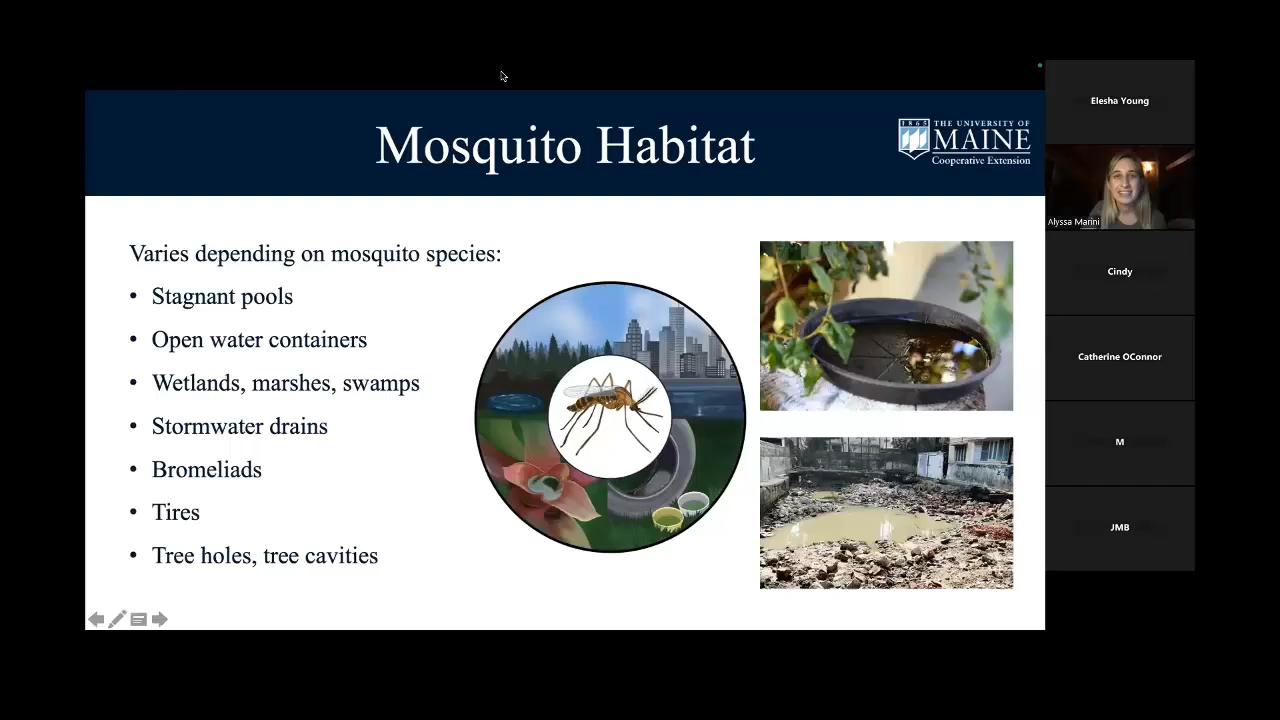 Mosquito Habitat
1865
THE UNIVERSITY OF
MAINE
Cooperative Extension
Varies depending on mosquito species:
• Stagnant pools
• Open water containers
• Wetlands, marshes, swamps
• Stormwater drains
• Bromeliads
• Tires
• Tree holes, tree cavities
Elesha Young
Alyssa Marini
Cindy
Catherine OConnor
M
JMB